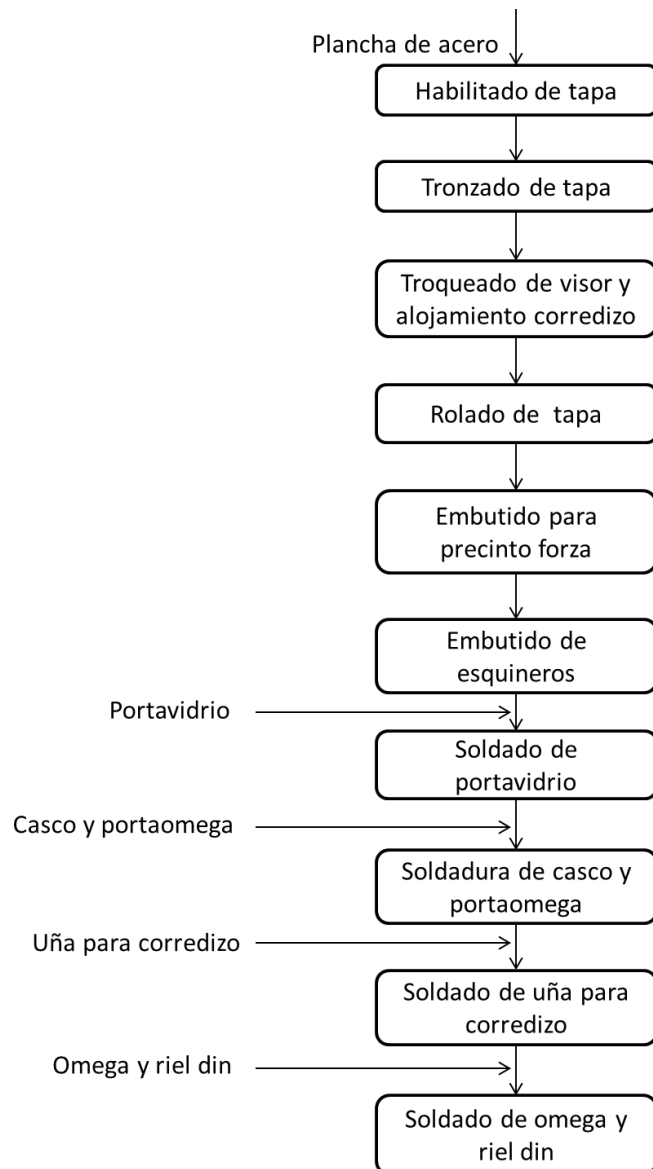 Plancha de acero
Habilitado de tapa
Tronzado de tapa
Troqueado de visor y
alojamiento corredizo
Rolado de tapa
Embutido para
precinto forza
Embutido de
esquineros
Portavidrio
Soldado de
portavidrio
Casco y portaomega
Soldadura de casco y
portaomega
Uña para corredizo
Soldado de uña para
corredizo
Omega y riel din
Soldado de omega y
riel din